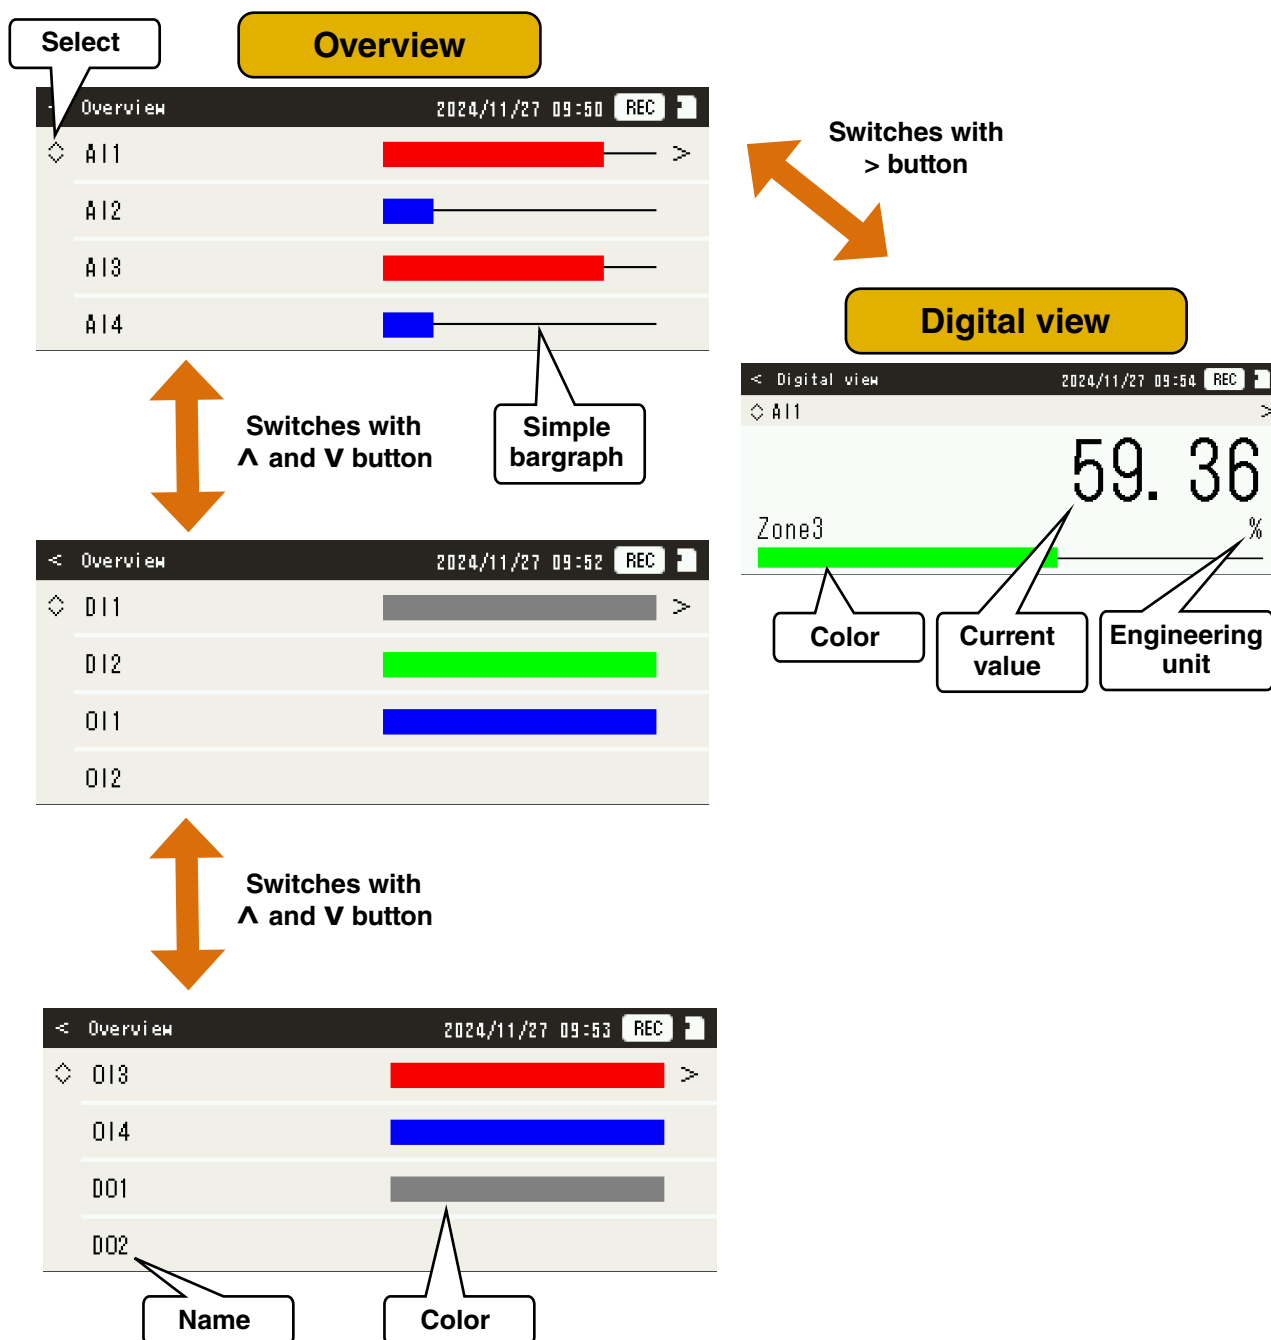 Select
Overview
Overview 2024/11/27 09:50 REC
AI1 >
AI2
AI3
AI4
Switches with
> button
Digital view
< Digital view 2024/11/27 09:54 REC
AI1 >
59.36
Zone3 %
Color
Current
value
Engineering
unit
Switches with
∧ and ∨ button
Simple
bargraph
< Overview 2024/11/27 09:52 REC
DI1 >
DI2
OI1
OI2
Switches with
∧ and ∨ button
< Overview 2024/11/27 09:53 REC
OI3 >
OI4
DO1
DO2
Name
Color